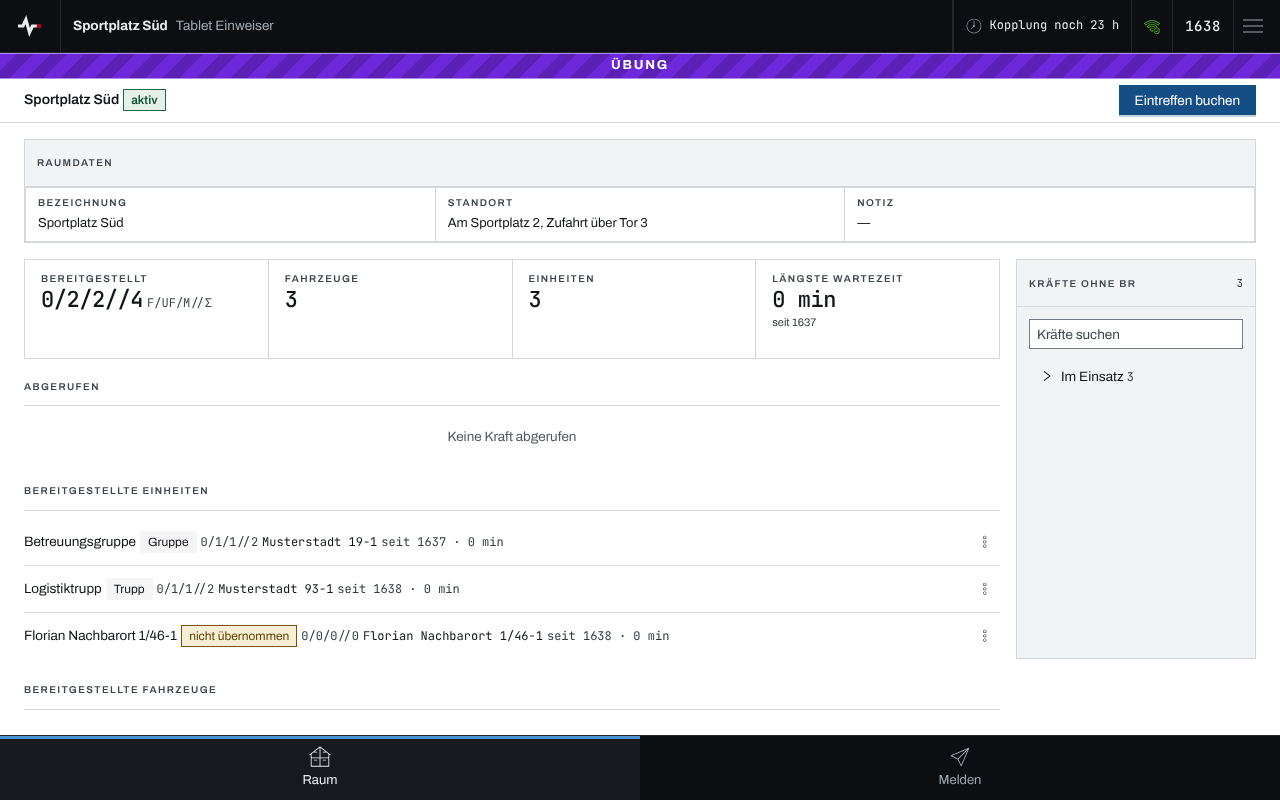 Sportplatz Süd Tablet Einweiser
Kopplung noch 23 h
1638
ÜBUNG
Sportplatz Süd aktiv
Eintreffen buchen
RAUMDATEN
BEZEICHNUNG
Sportplatz Süd
STANDORT
Am Sportplatz 2, Zufahrt über Tor 3
NOTIZ
—
BEREITGESTELLT
0/2/2//4 F/UF/M//Σ
FAHRZEUGE
3
EINHEITEN
3
LÄNGSTE WARTEZEIT
0 min
seit 1637
KRÄFTE OHNE BR 3
Kräfte suchen
Im Einsatz 3
ABGERUFEN
Keine Kraft abgerufen
BEREITGESTELLTE EINHEITEN
Betreuungsgruppe Gruppe 0/1/1//2 Musterstadt 19-1 seit 1637 · 0 min
Logistiktrupp Trupp 0/1/1//2 Musterstadt 93-1 seit 1638 · 0 min
Florian Nachbarort 1/46-1 nicht übernommen 0/0/0//0 Florian Nachbarort 1/46-1 seit 1638 · 0 min
BEREITGESTELLTE FAHRZEUGE
Raum
Melden